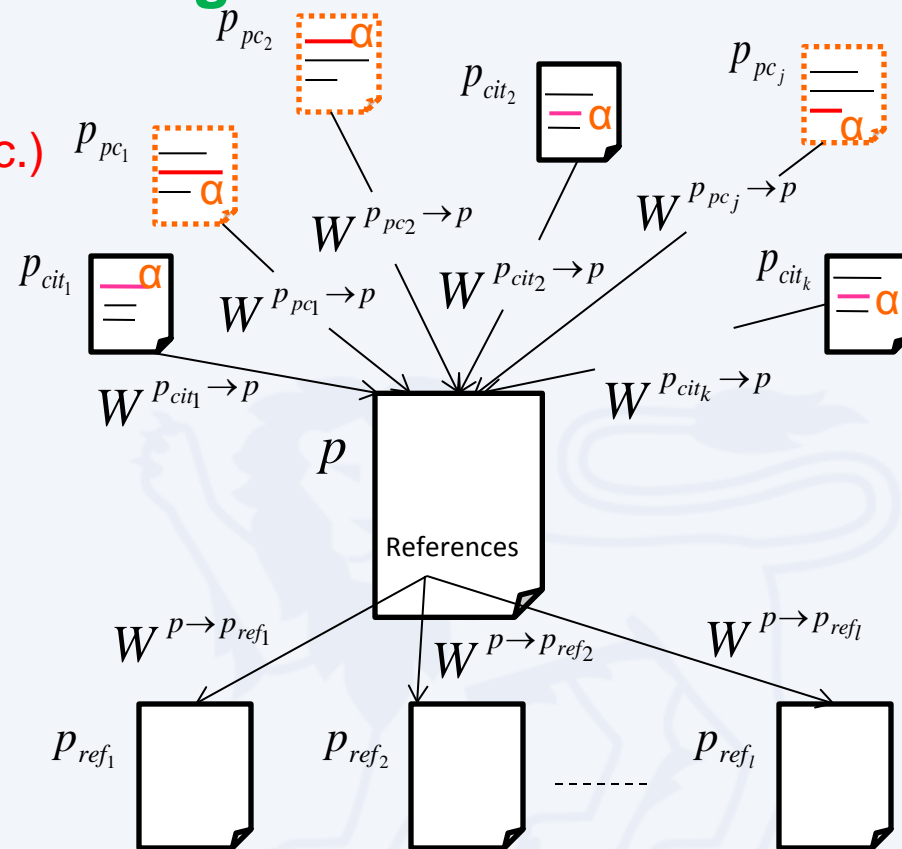 g
p_{pc_2}
α
p_{cit_2}
α
p_{pc_j}
α
c.)
p_{pc_1}
α
W^{p_{pc_2}→p}
W^{p_{pc_j}→p}
p_{cit_1}
α
W^{p_{pc_1}→p}
W^{p_{cit_2}→p}
p_{cit_k}
α
W^{p_{cit_1}→p}
W^{p_{cit_k}→p}
p
References
W^{p→p_{ref_1}}
W^{p→p_{ref_2}}
W^{p→p_{ref_l}}
p_{ref_1}
p_{ref_2}
p_{ref_l}